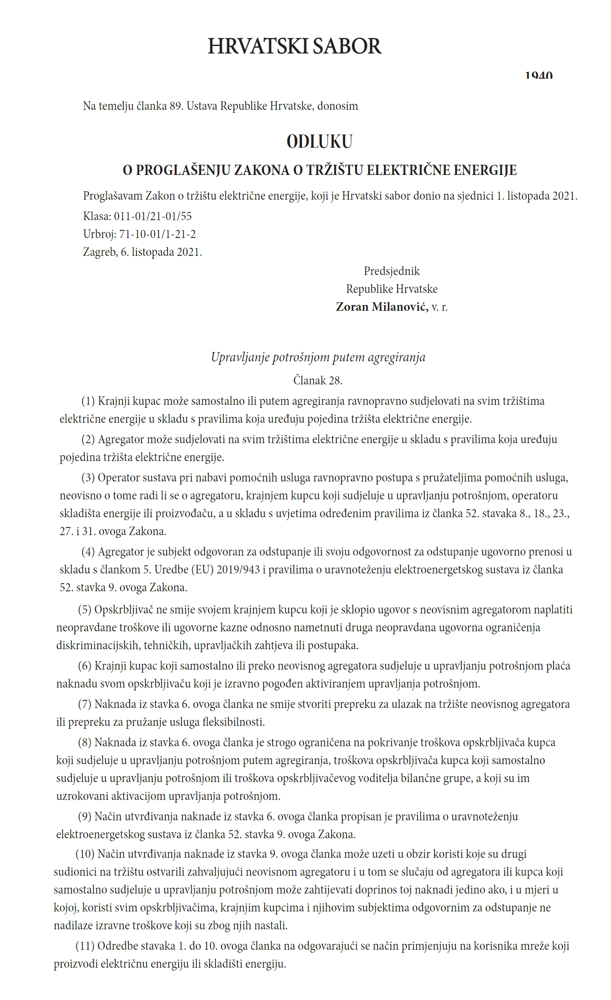 HRVATSKI SABOR
1940
Na temelju članka 89. Ustava Republike Hrvatske, donosim
ODLUKU
O PROGLAŠENJU ZAKONA O TRŽIŠTU ELEKTRIČNE ENERGIJE
Proglašavam Zakon o tržištu električne energije, koji je Hrvatski sabor donio na sjednici 1. listopada 2021.
Klasa: 011-01/21-01/55
Urbroj: 71-10-01/1-21-2
Zagreb, 6. listopada 2021.
Predsjednik
Republike Hrvatske
Zoran Milanović, v. r.
Upravljanje potrošnjom putem agregiranja
Članak 28.
(1) Krajnji kupac može samostalno ili putem agregiranja ravnopravno sudjelovati na svim tržištima
električne energije u skladu s pravilima koja uređuju pojedina tržišta električne energije.
(2) Agregator može sudjelovati na svim tržištima električne energije u skladu s pravilima koja uređuju
pojedina tržišta električne energije.
(3) Operator sustava pri nabavi pomoćnih usluga ravnopravno postupa s pružateljima pomoćnih usluga,
neovisno o tome radi li se o agregatoru, krajnjem kupcu koji sudjeluje u upravljanju potrošnjom, operatoru
skladišta energije ili proizvođaču, a u skladu s uvjetima određenim pravilima iz članka 52. stavaka 8., 18., 23.,
27. i 31. ovoga Zakona.
(4) Agregator je subjekt odgovoran za odstupanje ili svoju odgovornost za odstupanje ugovorno prenosi u
skladu s člankom 5. Uredbe (EU) 2019/943 i pravilima o uravnoteženju elektroenergetskog sustava iz članka
52. stavka 9. ovoga Zakona.
(5) Opskrbljivač ne smije svojem krajnjem kupcu koji je sklopio ugovor s neovisnim agregatorom naplatiti
neopravdane troškove ili ugovorne kazne odnosno nametnuti druga neopravdana ugovorna ograničenja
diskriminacijskih, tehničkih, upravljačkih zahtjeva ili postupaka.
(6) Krajnji kupac koji samostalno ili preko neovisnog agregatora sudjeluje u upravljanju potrošnjom plaća
naknadu svom opskrbljivaču koji je izravno pogođen aktiviranjem upravljanja potrošnjom.
(7) Naknada iz stavka 6. ovoga članka ne smije stvoriti prepreku za ulazak na tržište neovisnog agregatora
ili prepreku za pružanje usluga fleksibilnosti.
(8) Naknada iz stavka 6. ovoga članka je strogo ograničena na pokrivanje troškova opskrbljivača kupca
koji sudjeluje u upravljanju potrošnjom putem agregiranja, troškova opskrbljivača kupca koji samostalno
sudjeluje u upravljanju potrošnjom ili troškova opskrbljivačevog voditelja bilančne grupe, a koji su im
uzrokovani aktivacijom upravljanja potrošnjom.
(9) Način utvrđivanja naknade iz stavka 6. ovoga članka propisan je pravilima o uravnoteženju
elektroenergetskog sustava iz članka 52. stavka 9. ovoga Zakona.
(10) Način utvrđivanja naknade iz stavka 9. ovoga članka može uzeti u obzir koristi koje su drugi
sudionici na tržištu ostvarili zahvaljujući neovisnom agregatoru i u tom se slučaju od agregatora ili kupca koji
samostalno sudjeluje u upravljanju potrošnjom može zahtijevati doprinos toj naknadi jedino ako, i u mjeri u
kojoj, koristi svim opskrbljivačima, krajnjim kupcima i njihovim subjektima odgovornim za odstupanje ne
nadilaze izravne troškove koji su zbog njih nastali.
(11) Odredbe stavaka 1. do 10. ovoga članka na odgovarajući se način primjenjuju na korisnika mreže koji
proizvodi električnu energiju ili skladišti energiju.